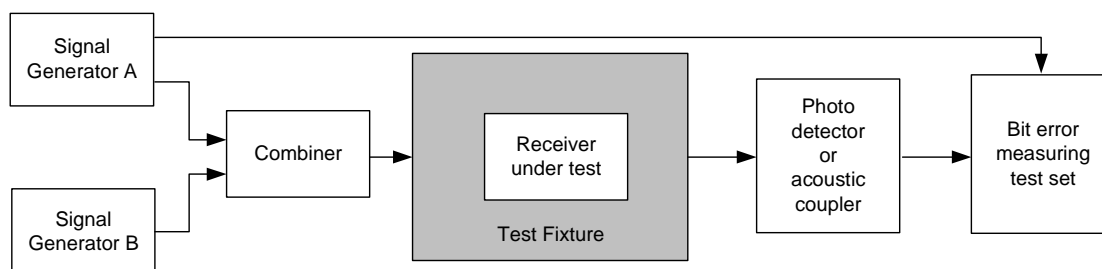 Signal
Generator A
Signal
Generator B
Combiner
Receiver
under test
Test Fixture
Photo
detector
or
acoustic
coupler
Bit error
measuring
test set